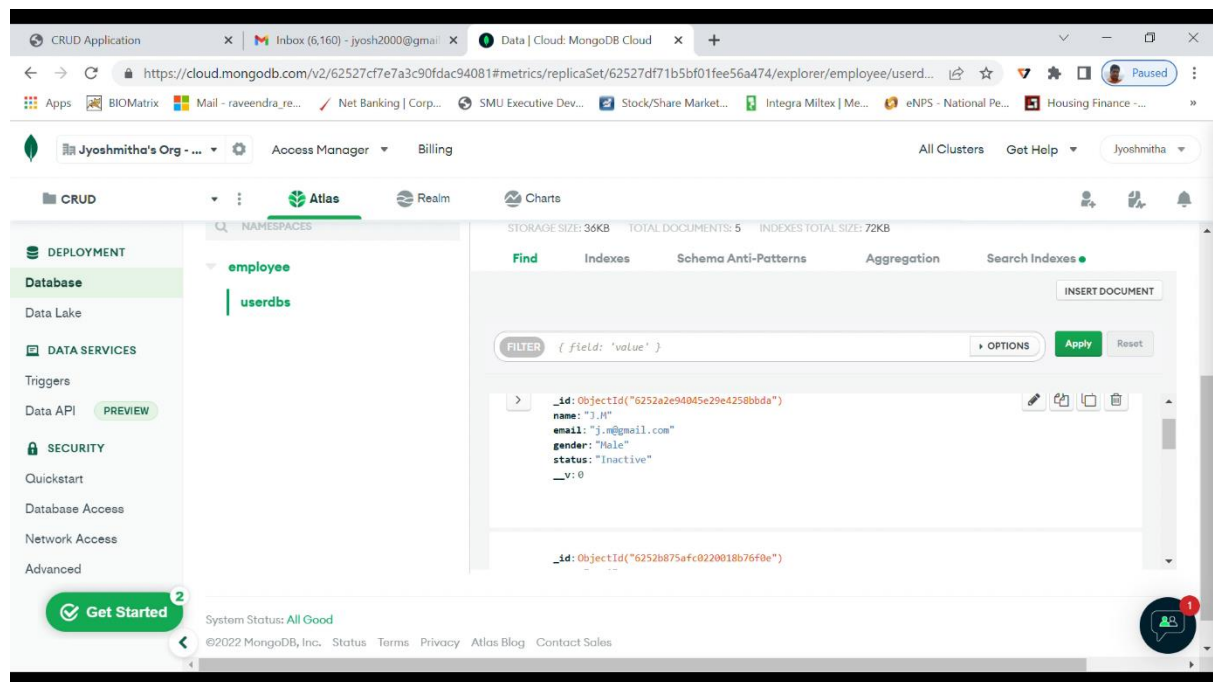 CRUD Application
Inbox (6,160) - jyosh2000@gmail
Data | Cloud: MongoDB Cloud
https://cloud.mongodb.com/v2/62527cf7e7a3c90fdac94081#metrics/replicaSet/62527df71b5bf01fee56a474/explorer/employee/userd...
Paused
Apps BIOMatrix Mail - raveendra_re... Net Banking | Corp... SMU Executive Dev... Stock/Share Market... Integra Miltex | Me... eNPS - National Pe... Housing Finance -... »
Jyoshmitha's Org - ... Access Manager Billing All Clusters Get Help Jyoshmitha
CRUD Atlas Realm Charts
NAMESPACES
STORAGE SIZE: 36KB TOTAL DOCUMENTS: 5 INDEXES TOTAL SIZE: 72KB
DEPLOYMENT
Database
Data Lake
DATA SERVICES
Triggers
Data API PREVIEW
SECURITY
Quickstart
Database Access
Network Access
Advanced
Get Started
2
employee
userdbs
Find Indexes Schema Anti-Patterns Aggregation Search Indexes
INSERT DOCUMENT
FILTER { field: 'value' } OPTIONS Apply Reset
_id: ObjectId("6252a2e94045e29e4258bbda")
name: "J.M"
email: "j.m@gmail.com"
gender: "Male"
status: "Inactive"
__v: 0
_id: ObjectId("6252b875afc0220018b76f0e")
1
System Status: All Good
©2022 MongoDB, Inc. Status Terms Privacy Atlas Blog Contact Sales